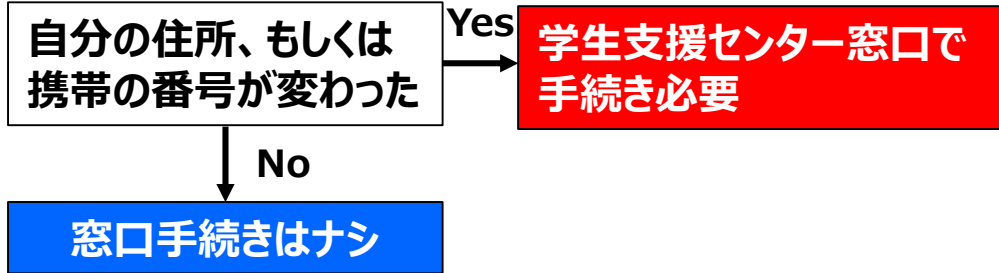 自分の住所、もしくは
携帯の番号が変わった
Yes
学生支援センター窓口で
手続き必要
No
窓口手続きはナシ